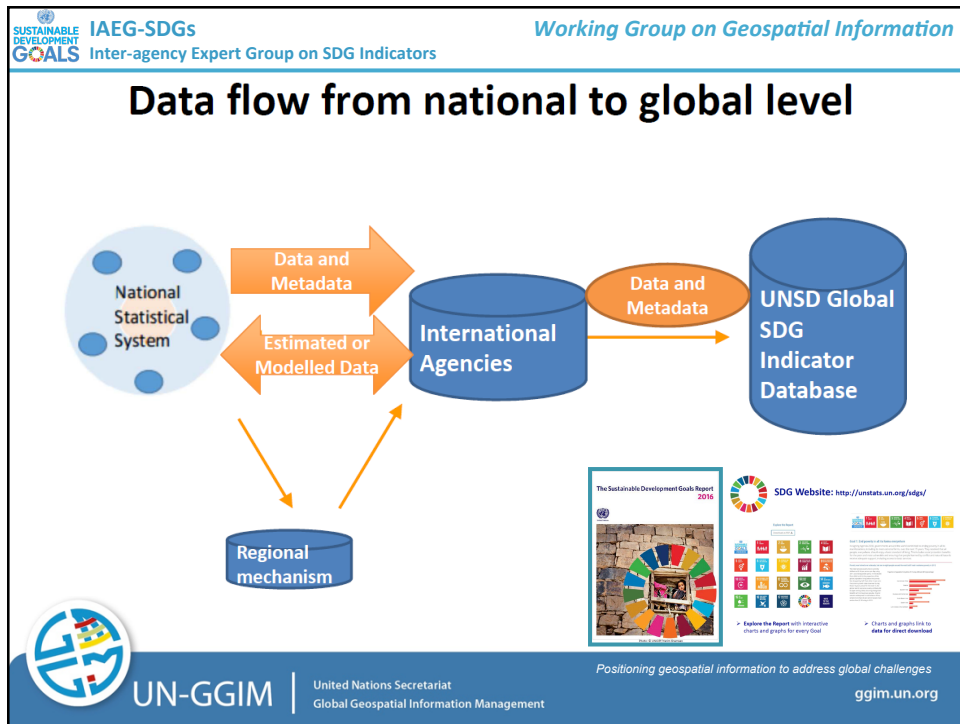 SUSTAINABLE
DEVELOPMENT
GOALS
IAEG-SDGs
Inter-agency Expert Group on SDG Indicators
Working Group on Geospatial Information
Data flow from national to global level
National
Statistical
System
Data and
Metadata
Estimated or
Modelled Data
International
Agencies
Data and
Metadata
UNSD Global
SDG
Indicator
Database
Regional
mechanism
The Sustainable Development Goals Report
2016
SDG Website: http://unstats.un.org/sdgs/
➢ Explore the Report with interactive
charts and graphs for every Goal
➢ Charts and graphs link to
data for direct download
UN-GGIM
United Nations Secretariat
Global Geospatial Information Management
Positioning geospatial information to address global challenges
ggim.un.org